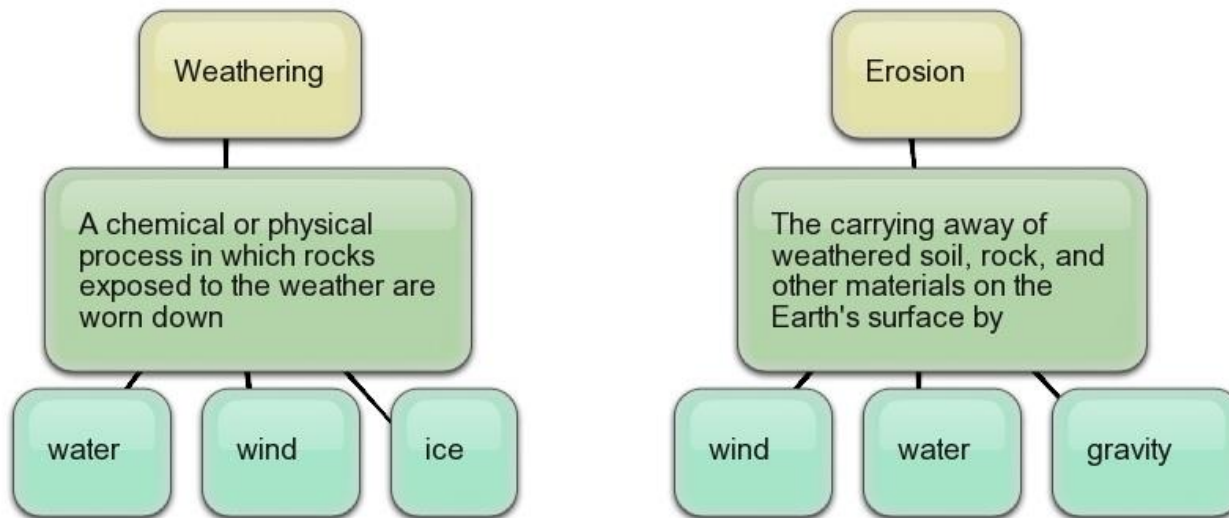 Weathering
A chemical or physical
process in which rocks
exposed to the weather are
worn down
water
wind
ice
Erosion
The carrying away of
weathered soil, rock, and
other materials on the
Earth's surface by
wind
water
gravity